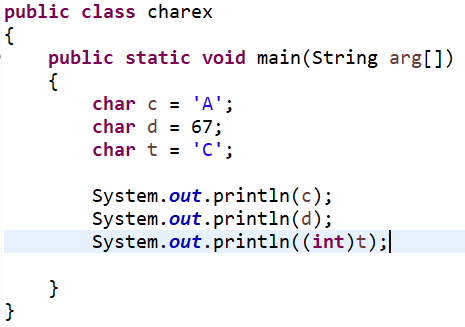 public class charex
{
    public static void main(String arg[])
    {
        char c = 'A';
        char d = 67;
        char t = 'C';

        System.out.println(c);
        System.out.println(d);
        System.out.println((int)t);

    }
}